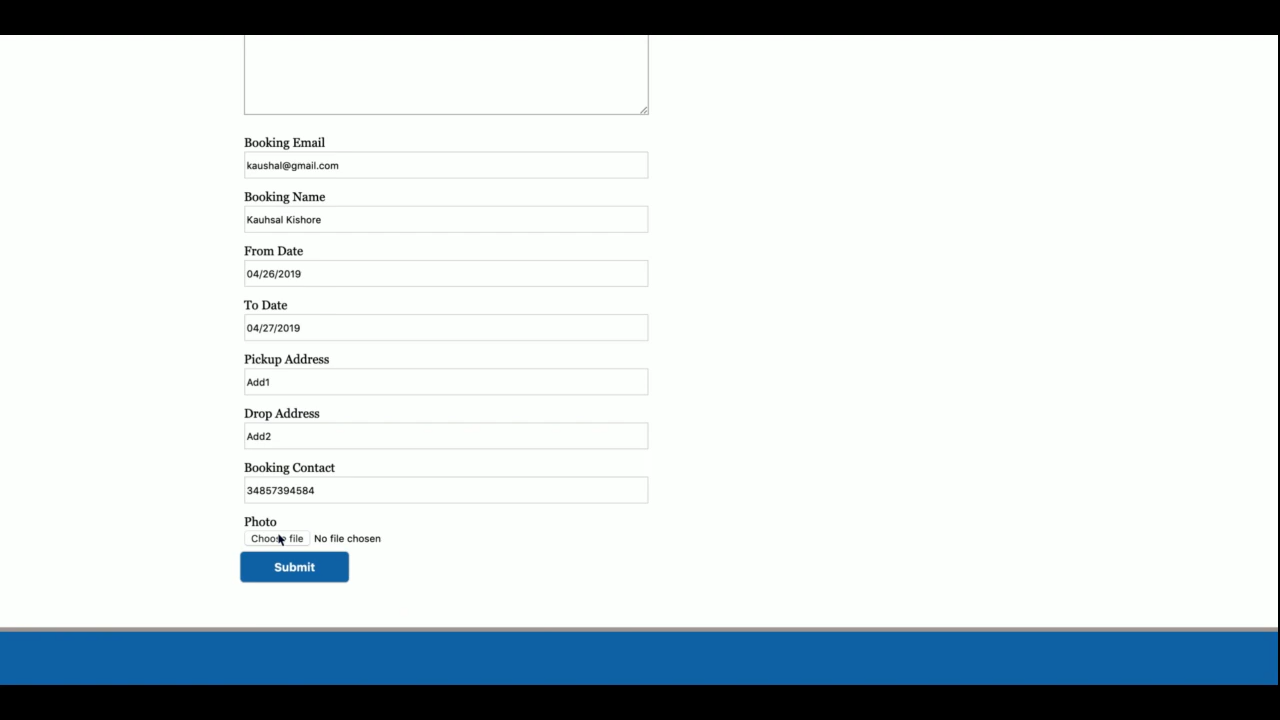 Booking Email
kaushal@gmail.com
Booking Name
Kauhsal Kishore
From Date
04/26/2019
To Date
04/27/2019
Pickup Address
Add1
Drop Address
Add2
Booking Contact
34857394584
Photo
Choose file No file chosen
Submit